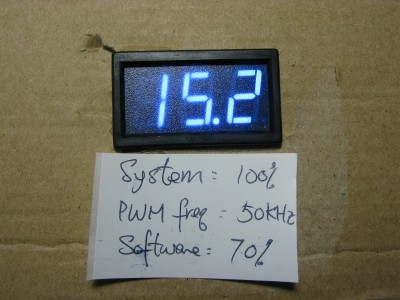 15.2
System = 100%
PWM freq = 50KHz
Software = 70%